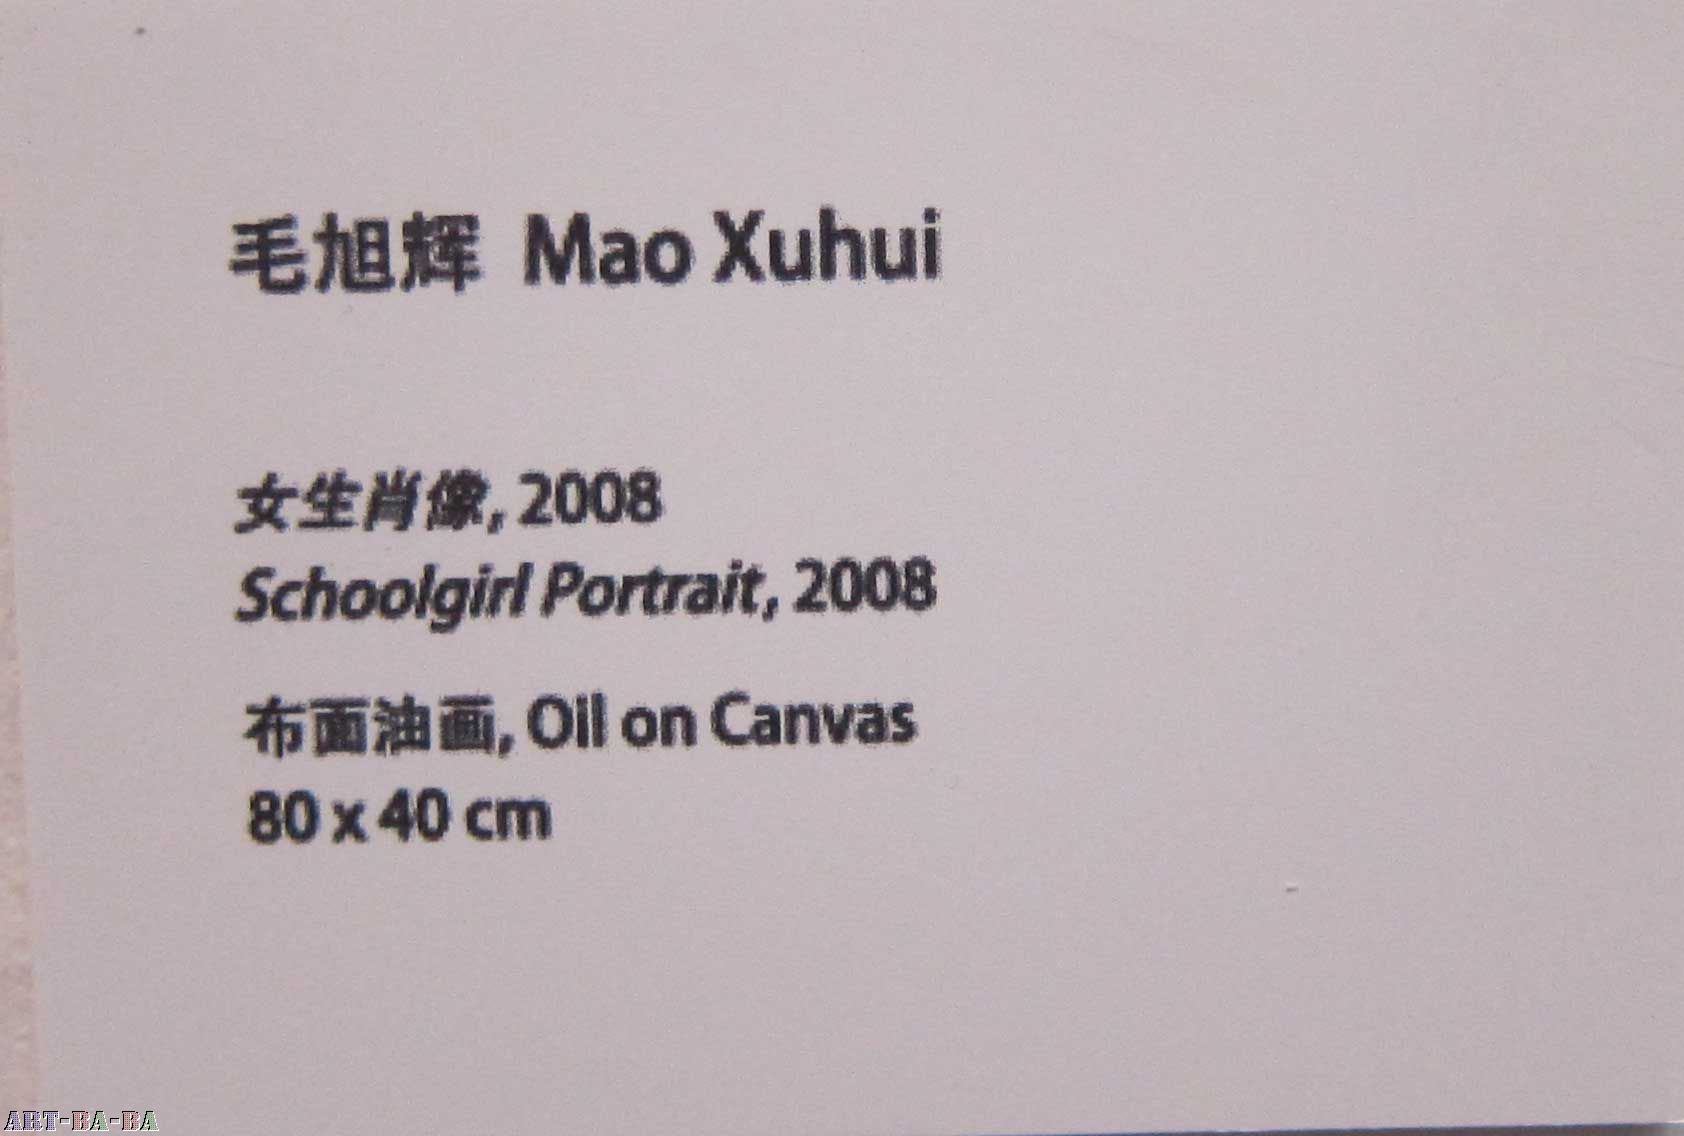 毛旭辉 Mao Xuhui
女生肖像, 2008
Schoolgirl Portrait, 2008
布面油画, Oil on Canvas
80 x 40 cm
ART-BA-BA